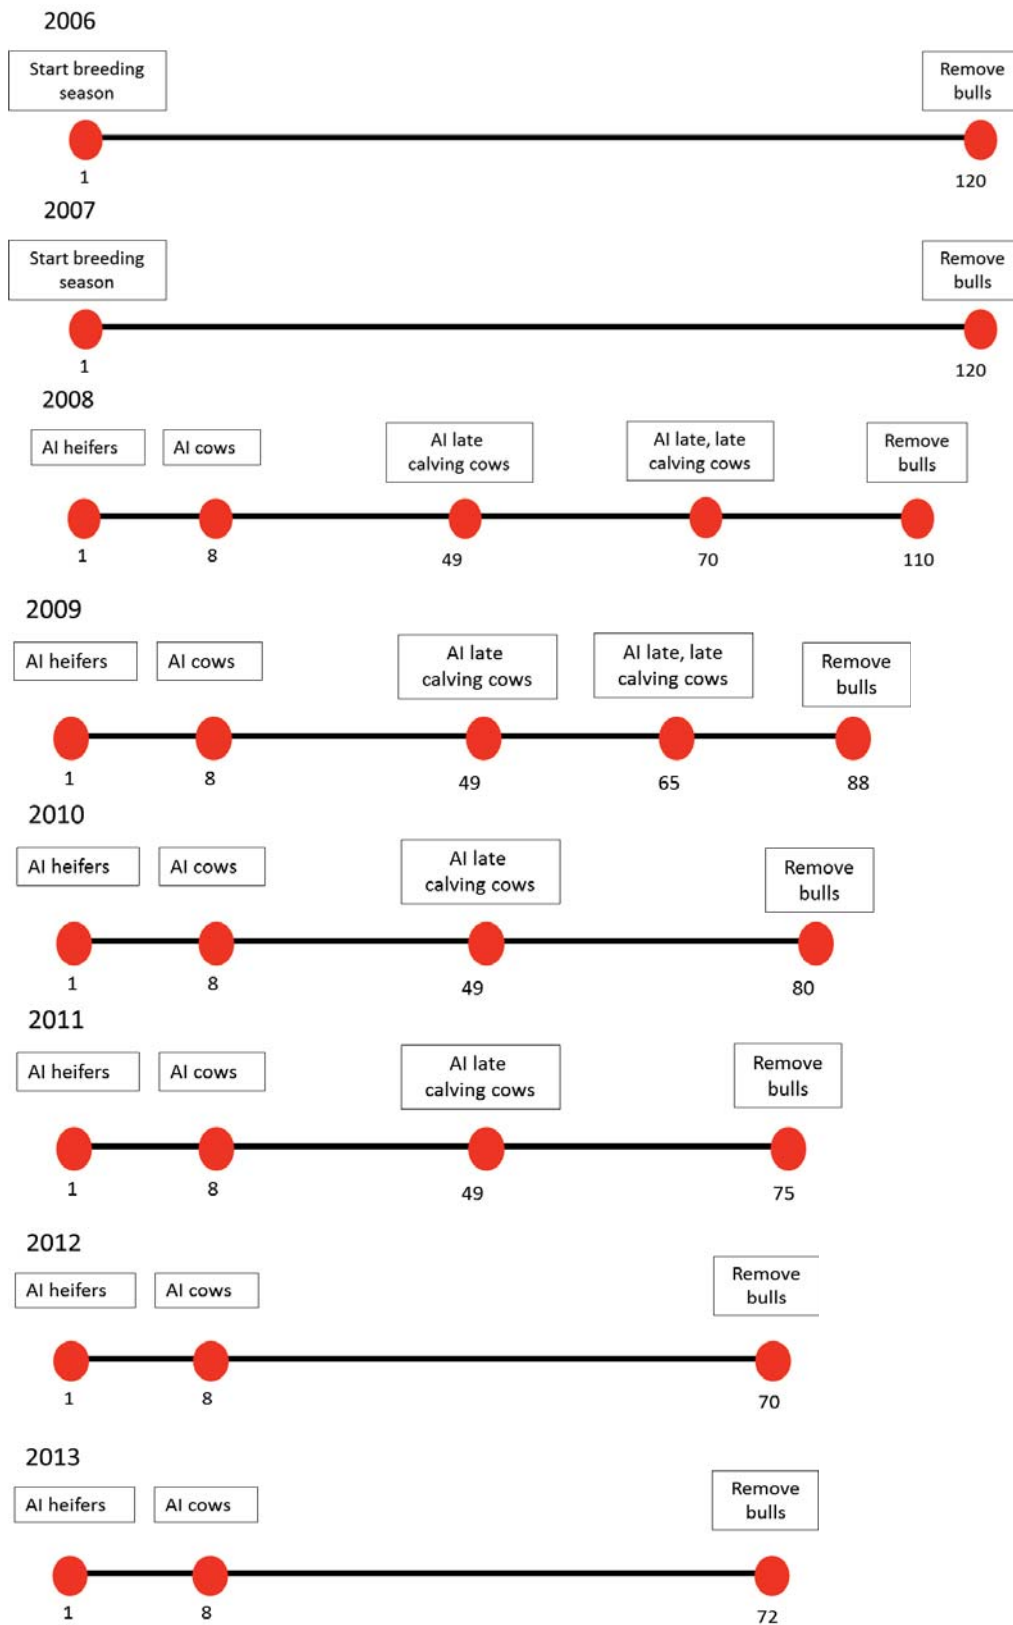 2006
Start breeding
season
Remove
bulls
1
120
2007
Start breeding
season
Remove
bulls
1
120
2008
AI heifers
AI cows
AI late
calving cows
AI late, late
calving cows
Remove
bulls
1
8
49
70
110
2009
AI heifers
AI cows
AI late
calving cows
AI late, late
calving cows
Remove
bulls
1
8
49
65
88
2010
AI heifers
AI cows
AI late
calving cows
Remove
bulls
1
8
49
80
2011
AI heifers
AI cows
AI late
calving cows
Remove
bulls
1
8
49
75
2012
AI heifers
AI cows
Remove
bulls
1
8
70
2013
AI heifers
AI cows
Remove
bulls
1
8
72